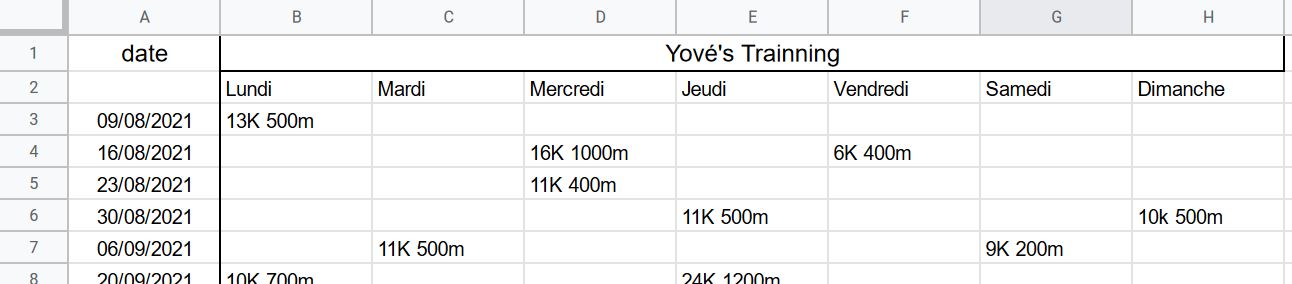 A B C D E F G H
1 date Yové's Trainning
2 Lundi Mardi Mercredi Jeudi Vendredi Samedi Dimanche
3 09/08/2021 13K 500m
4 16/08/2021 16K 1000m 6K 400m
5 23/08/2021 11K 400m
6 30/08/2021 11K 500m 10k 500m
7 06/09/2021 11K 500m 9K 200m
8 20/09/2021 10K 700m 24K 1200m